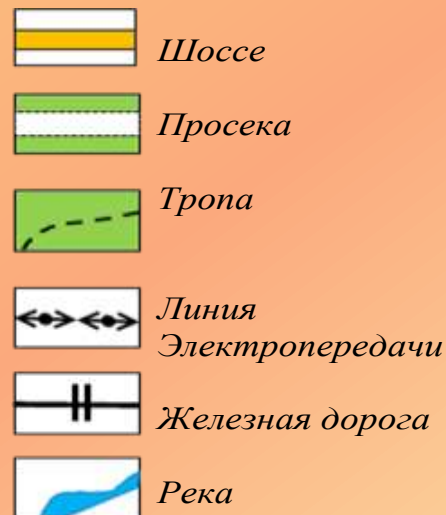 Шоссе
Просека
Тропа
Линия
Электропередачи
Железная дорога
Река